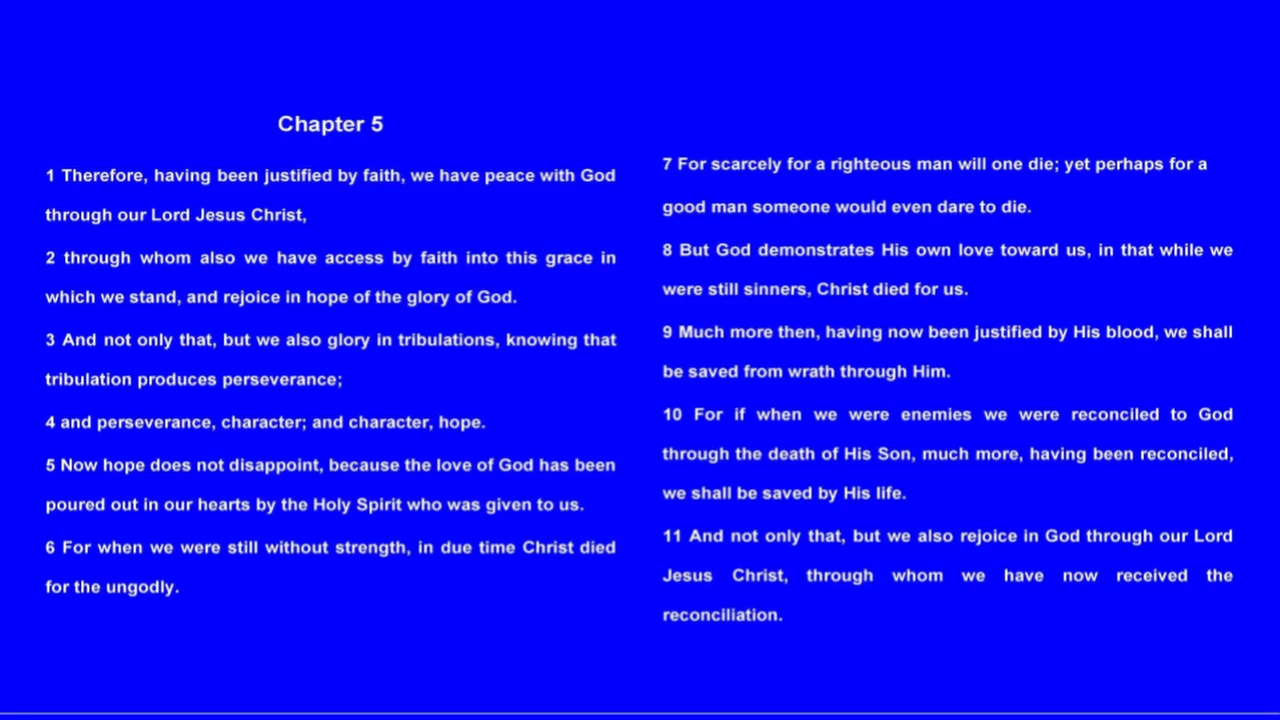 Chapter 5
1 Therefore, having been justified by faith, we have peace with God
through our Lord Jesus Christ,
2 through whom also we have access by faith into this grace in
which we stand, and rejoice in hope of the glory of God.
3 And not only that, but we also glory in tribulations, knowing that
tribulation produces perseverance;
4 and perseverance, character; and character, hope.
5 Now hope does not disappoint, because the love of God has been
poured out in our hearts by the Holy Spirit who was given to us.
6 For when we were still without strength, in due time Christ died
for the ungodly.
7 For scarcely for a righteous man will one die; yet perhaps for a
good man someone would even dare to die.
8 But God demonstrates His own love toward us, in that while we
were still sinners, Christ died for us.
9 Much more then, having now been justified by His blood, we shall
be saved from wrath through Him.
10 For if when we were enemies we were reconciled to God
through the death of His Son, much more, having been reconciled,
we shall be saved by His life.
11 And not only that, but we also rejoice in God through our Lord
Jesus Christ, through whom we have now received the
reconciliation.